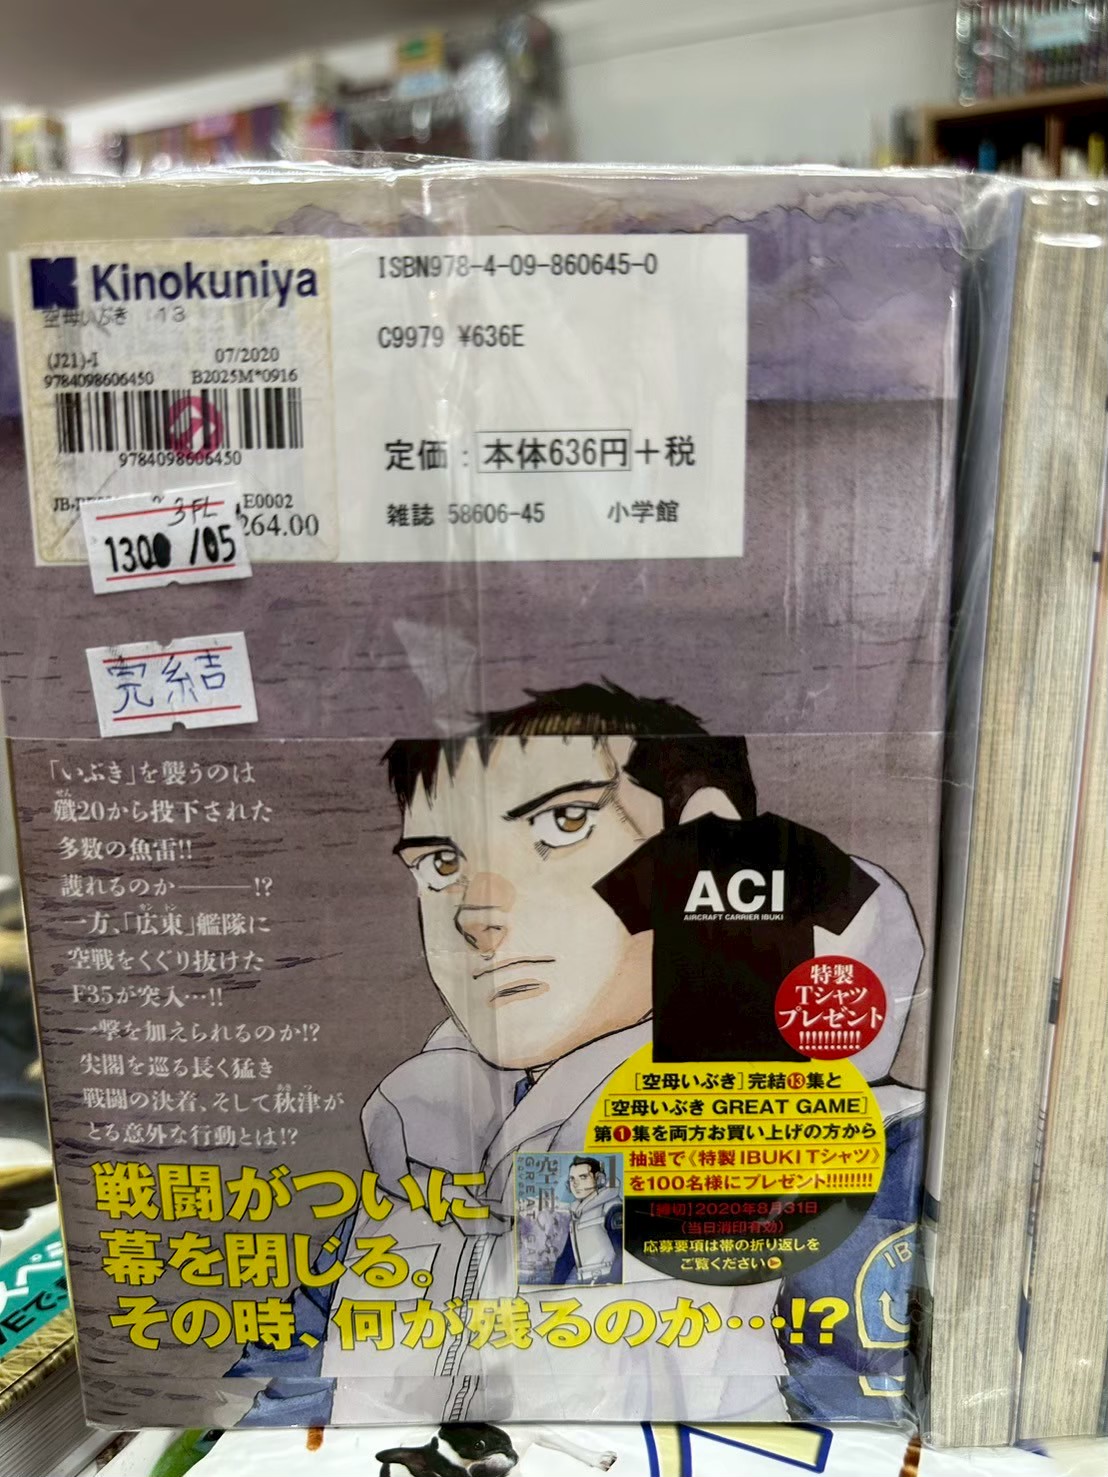 Kinokuniya
空母いぶき 13
(J21)-I 07/2020
9784098606450 B2025M*0916
9784098606450
E0002
264.00
3FL
1300 /05
完結
ISBN978-4-09-860645-0
C9979 ¥636E
定価：本体636円＋税
雑誌 58606-45 小学館
「いぶき」を襲うのは
殲20から投下された
多数の魚雷!!
護れるのか———!?
一方、「広東」艦隊に
空戦をくぐり抜けた
F35が突入…!!
一撃を加えられるのか!?
尖閣を巡る長く猛き
戦闘の決着、そして秋津が
とる意外な行動とは!?
戦闘がついに
幕を閉じる。
その時、何が残るのか…!?
ACI
AIRCRAFT CARRIER IBUKI
特製
Tシャツ
プレゼント
!!!!!!!!!!
［空母いぶき］完結⓭集と
［空母いぶき GREAT GAME］
第❶集を両方お買い上げの方から
抽選で《特製 IBUKI Tシャツ》
を100名様にプレゼント!!!!!!!!
【締切】2020年8月31日
（当日消印有効）
応募要項は帯の折り返しを
ご覧ください
空母
IB